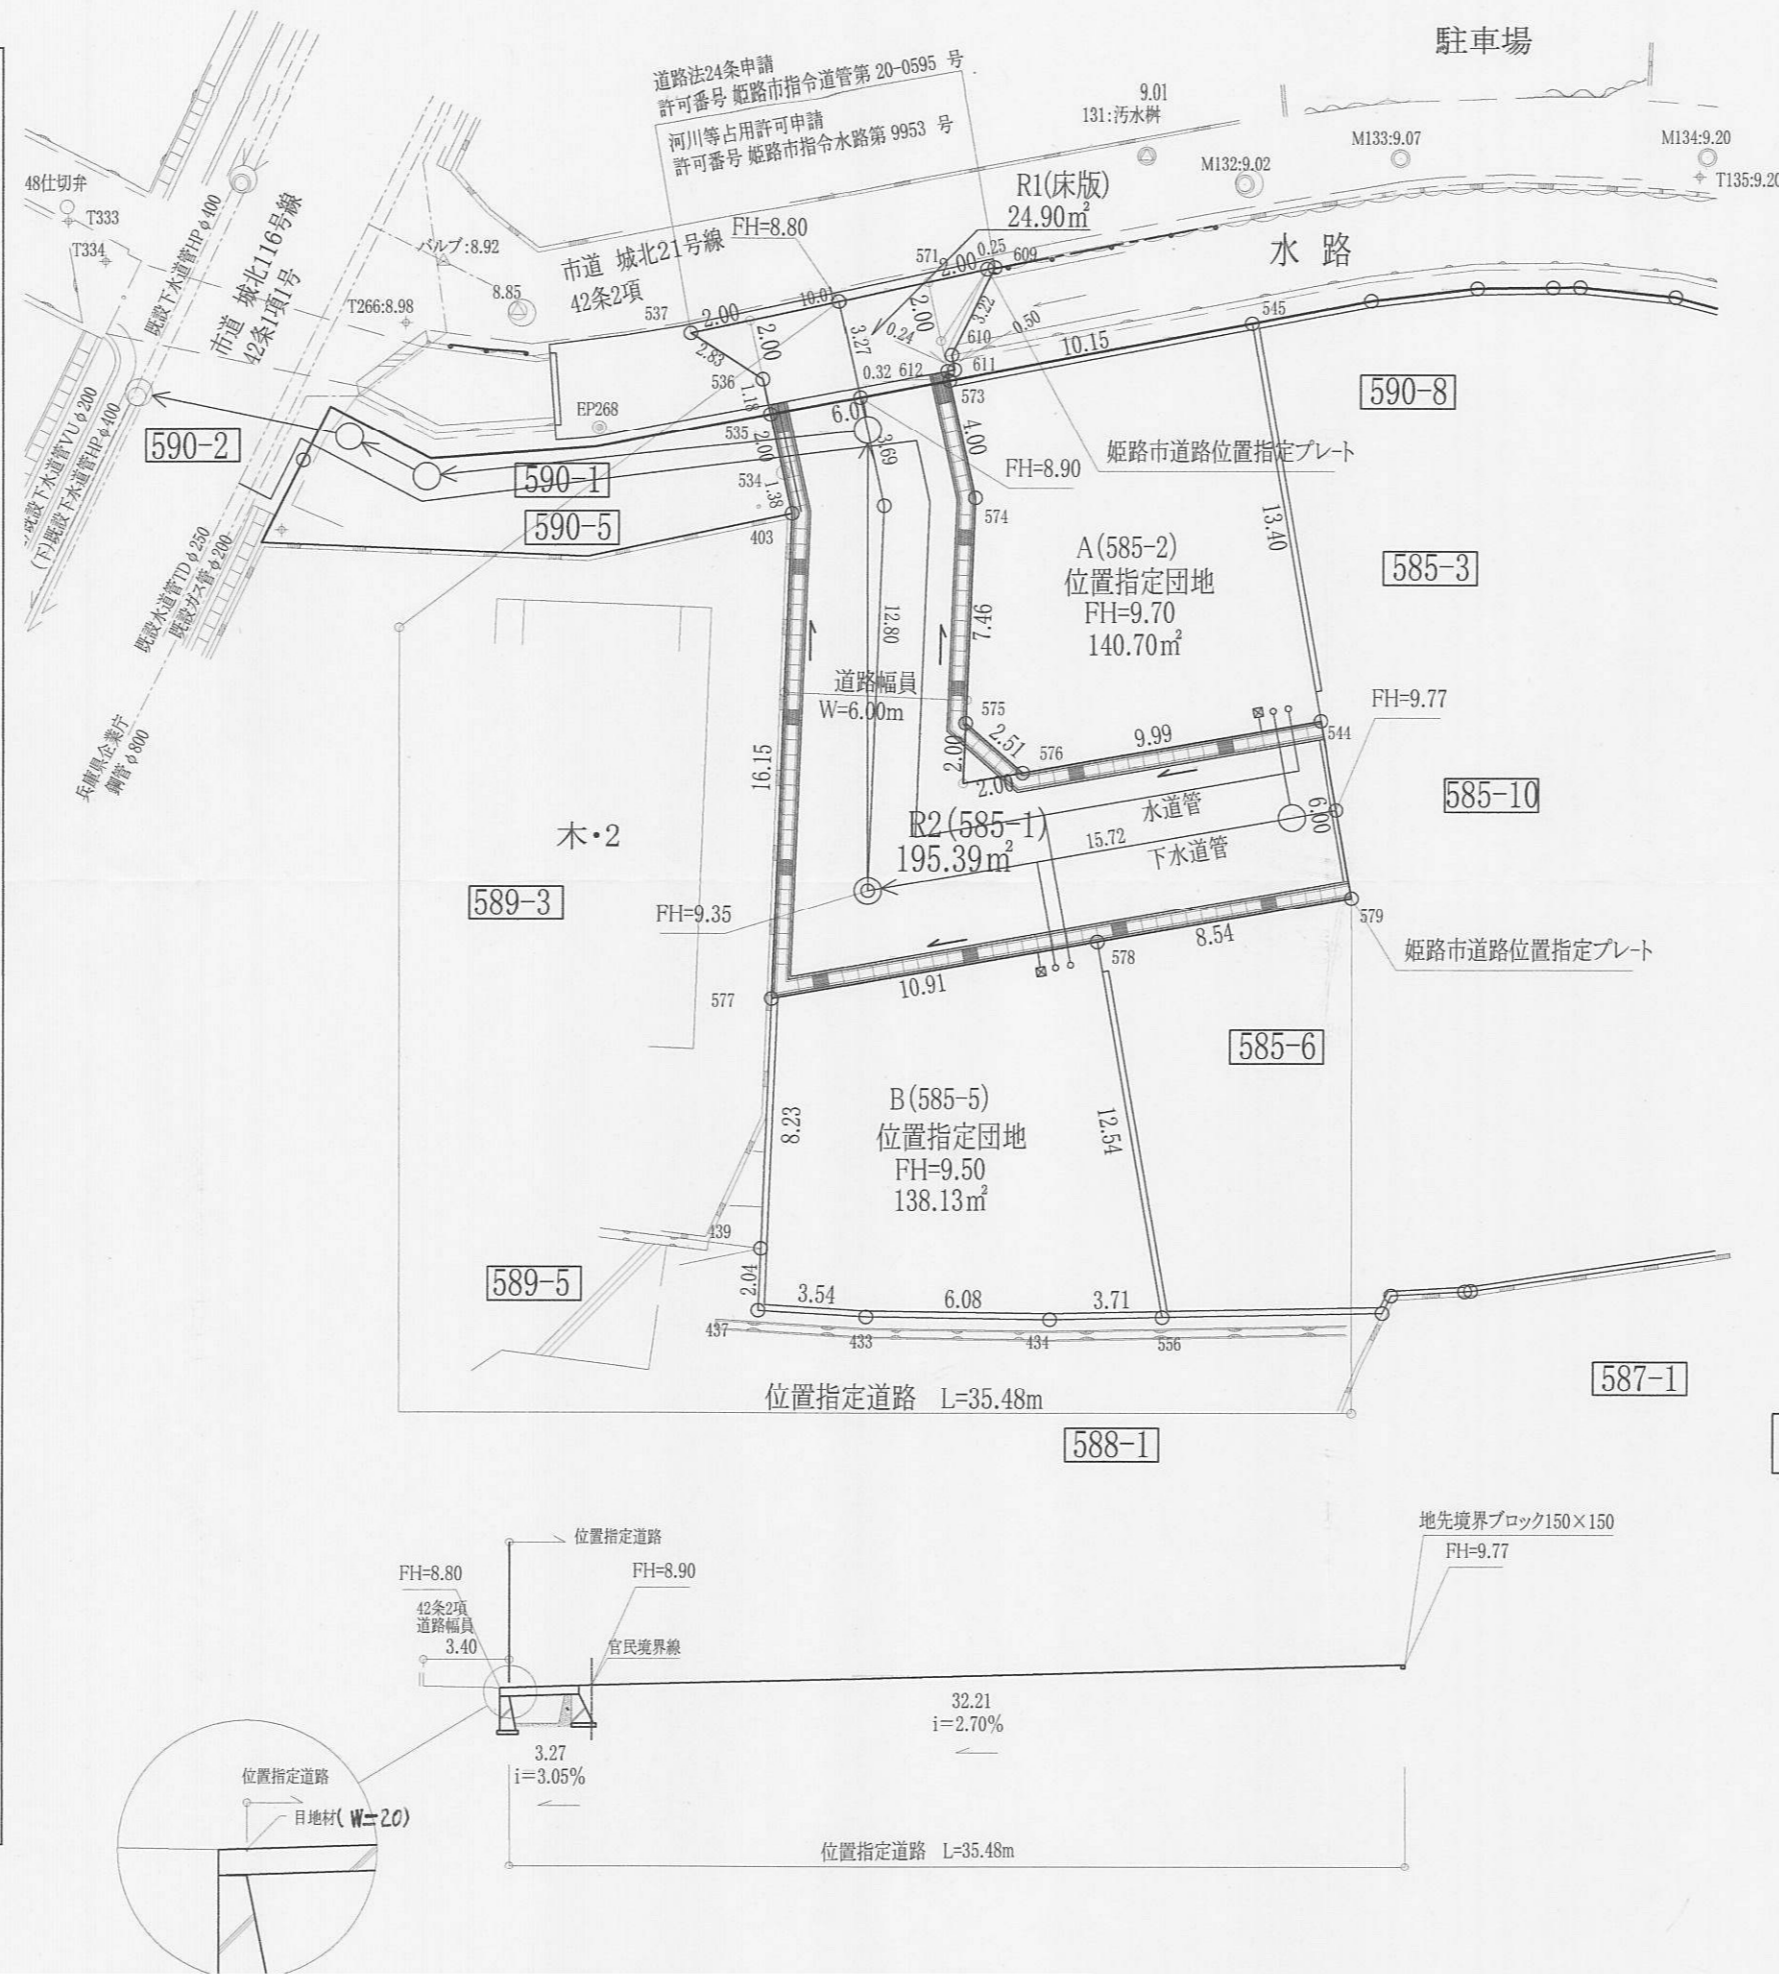 駐車場
道路法24条申請
許可番号 姫路市指令道管第 20-0595 号
河川等占用許可申請
許可番号 姫路市指令水路第 9953 号
9.01
131:汚水桝
M132:9.02
M133:9.07
M134:9.20
T135:9.20
R1(床版)
24.90㎡
水 路
48仕切弁
T333
T334
既設下水道管HPφ400
市道 城北116号線
42条1項1号
バルブ:8.92
8.85
T266:8.98
市道 城北21号線
42条2項
FH=8.80
571
0.25
609
2.00
537
2.00
10.01
2.00
2.83
536
1.18
2.00
3.27
0.24
3.22
610
0.50
0.32
612
611
573
10.15
545
590-8
EP268
535
6.0
2.00
3.69
534
1.38
403
4.00
574
FH=8.90
姫路市道路位置指定プレート
590-2
590-1
590-5
既設下水道管VUφ200
(下)既設下水道管HPφ400
既設水道管TDφ250
既設ガス管φ200
兵庫県企業庁
鋼管φ800
A(585-2)
位置指定団地
FH=9.70
140.70㎡
13.40
585-3
12.80
7.46
道路幅員
W=6.00m
575
2.51
576
2.00
2.00
9.99
544
FH=9.77
585-10
6.00
16.15
木・2
R2(585-1)
195.39㎡
水道管
15.72
下水道管
589-3
FH=9.35
579
8.54
578
姫路市道路位置指定プレート
577
10.91
585-6
B(585-5)
位置指定団地
FH=9.50
138.13㎡
8.23
12.54
439
589-5
2.04
3.54
6.08
3.71
437
433
434
556
587-1
位置指定道路 L=35.48m
588-1
位置指定道路
地先境界ブロック150×150
FH=9.77
FH=8.80
FH=8.90
42条2項
道路幅員
3.40
官民境界線
32.21
i=2.70%
3.27
i=3.05%
位置指定道路
目地材(W=20)
位置指定道路 L=35.48m